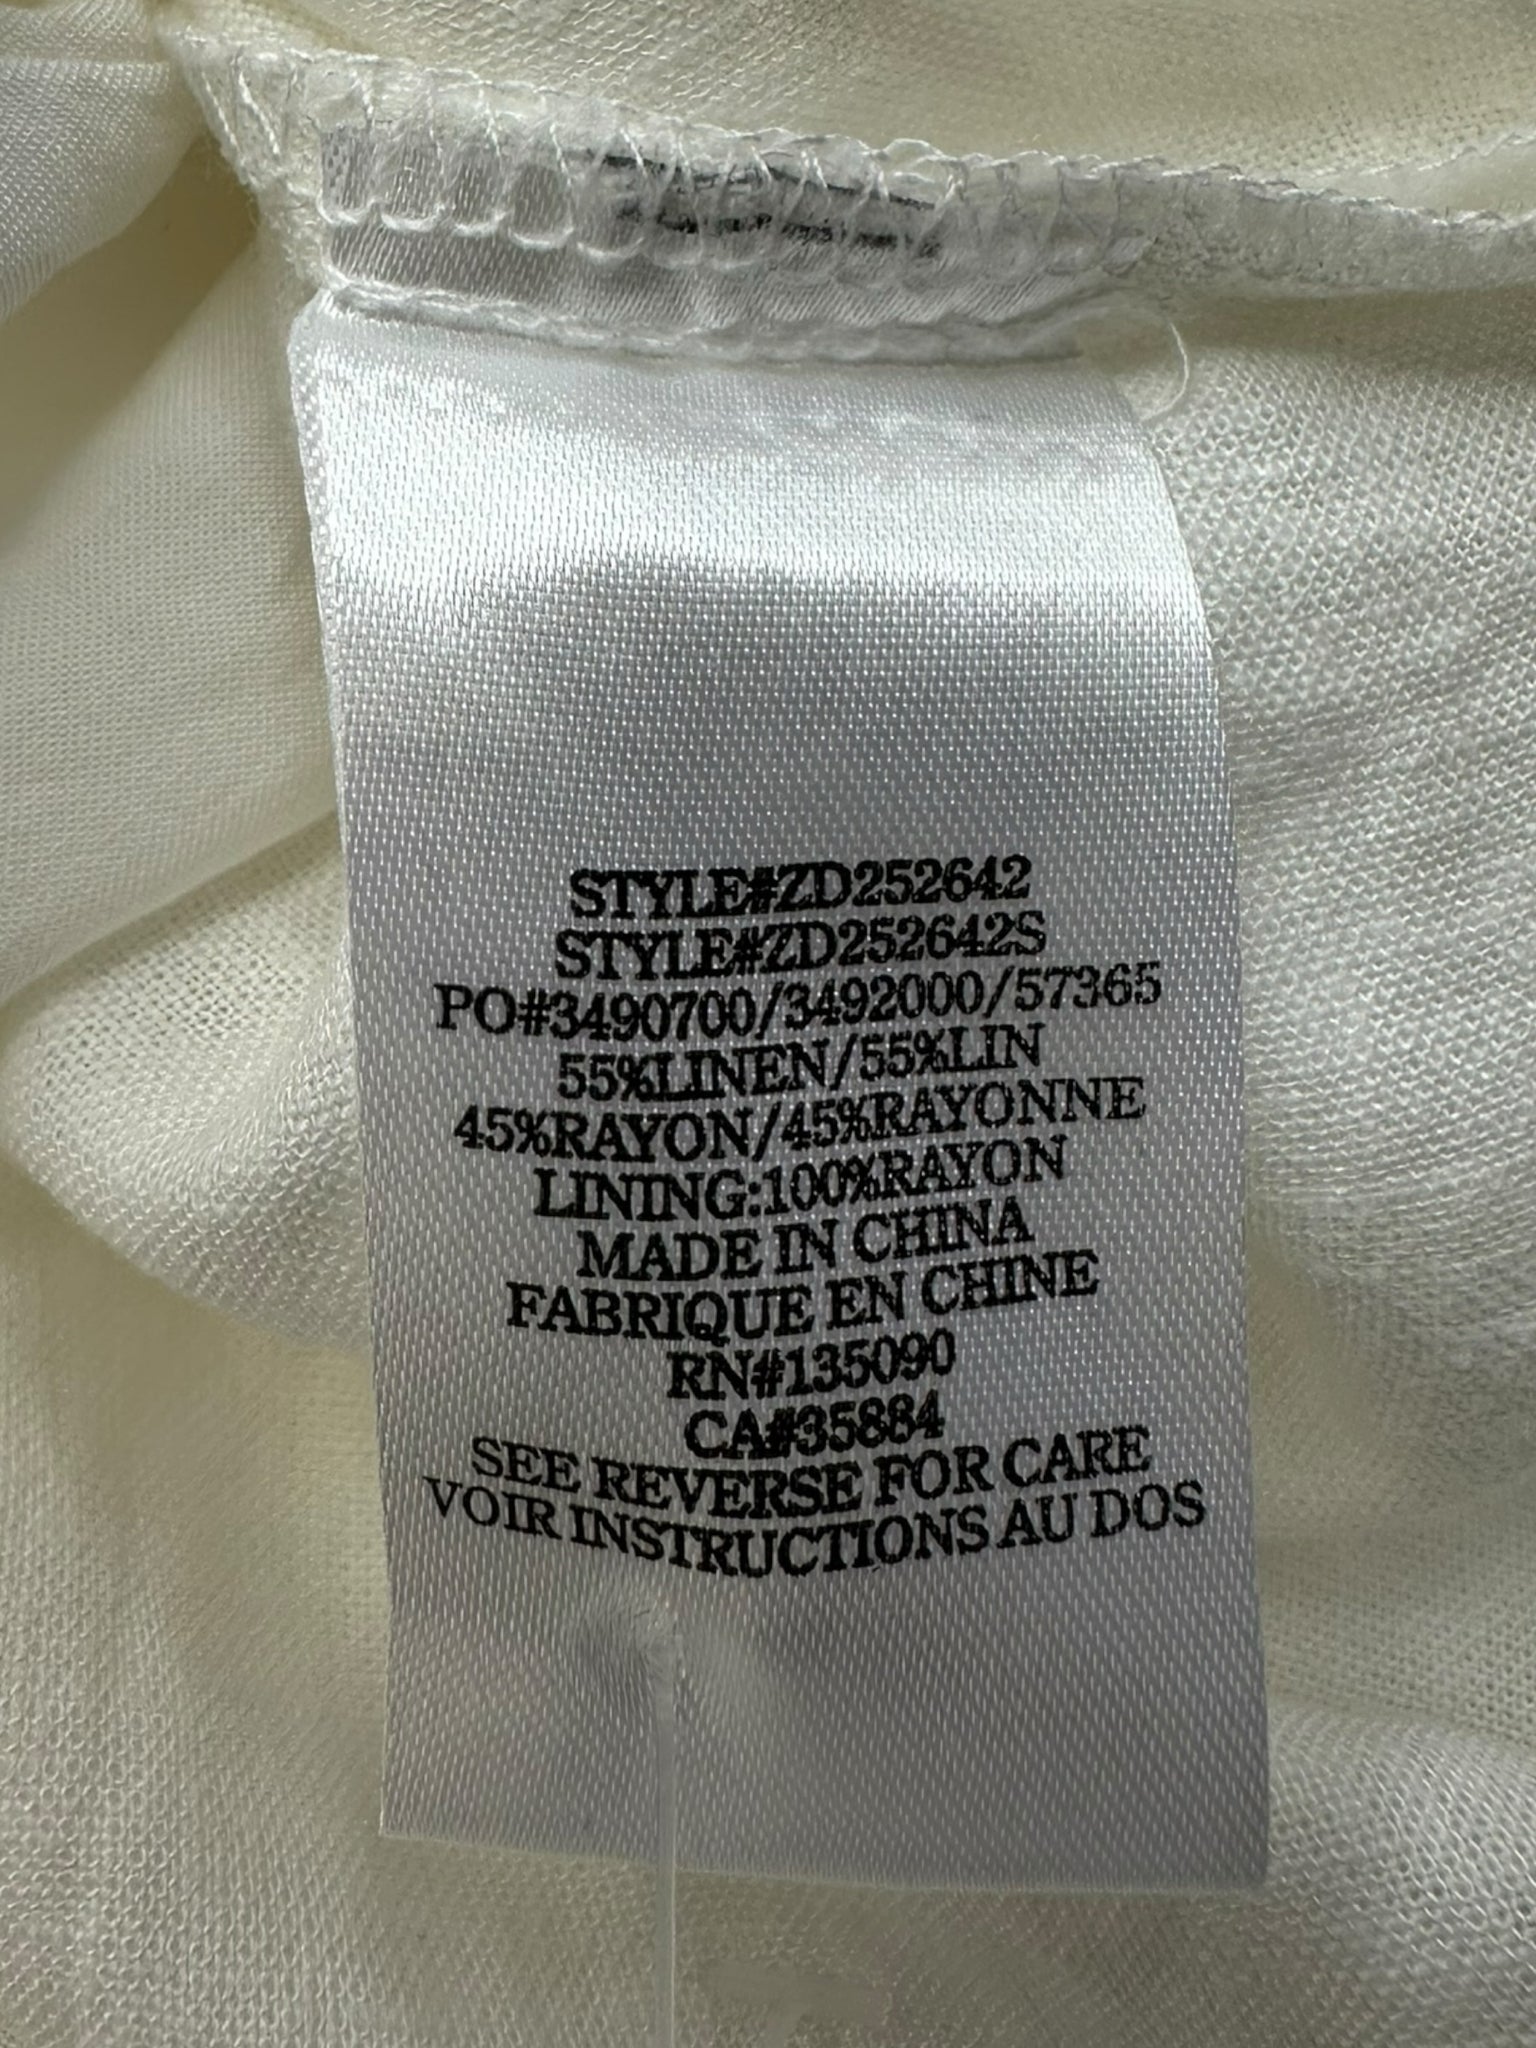 STYLE#ZD252642
STYLE#ZD252642S
PO#3490700/3492000/57365
55%LINEN/55%LIN
45%RAYON/45%RAYONNE
LINING:100%RAYON
MADE IN CHINA
FABRIQUE EN CHINE
RN#135090
CA#35884
SEE REVERSE FOR CARE
VOIR INSTRUCTIONS AU DOS